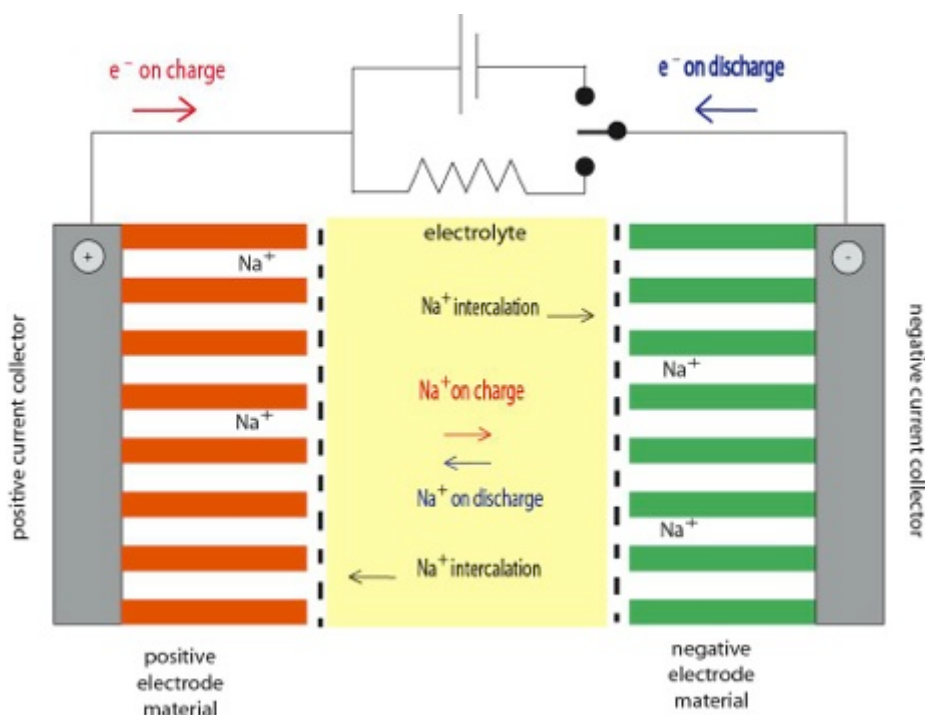 e⁻ on charge
e⁻ on discharge
+
electrolyte
-
Na⁺
Na⁺ intercalation
Na⁺
Na⁺ on charge
Na⁺
Na⁺ on discharge
Na⁺
Na⁺ intercalation
positive current collector
negative current collector
positive
electrode
material
negative
electrode
material